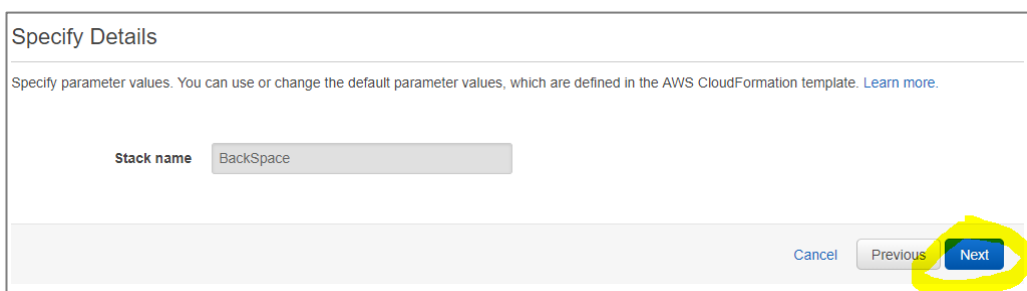 Specify Details
Specify parameter values. You can use or change the default parameter values, which are defined in the AWS CloudFormation template. Learn more.
Stack name BackSpace
Cancel Previous Next